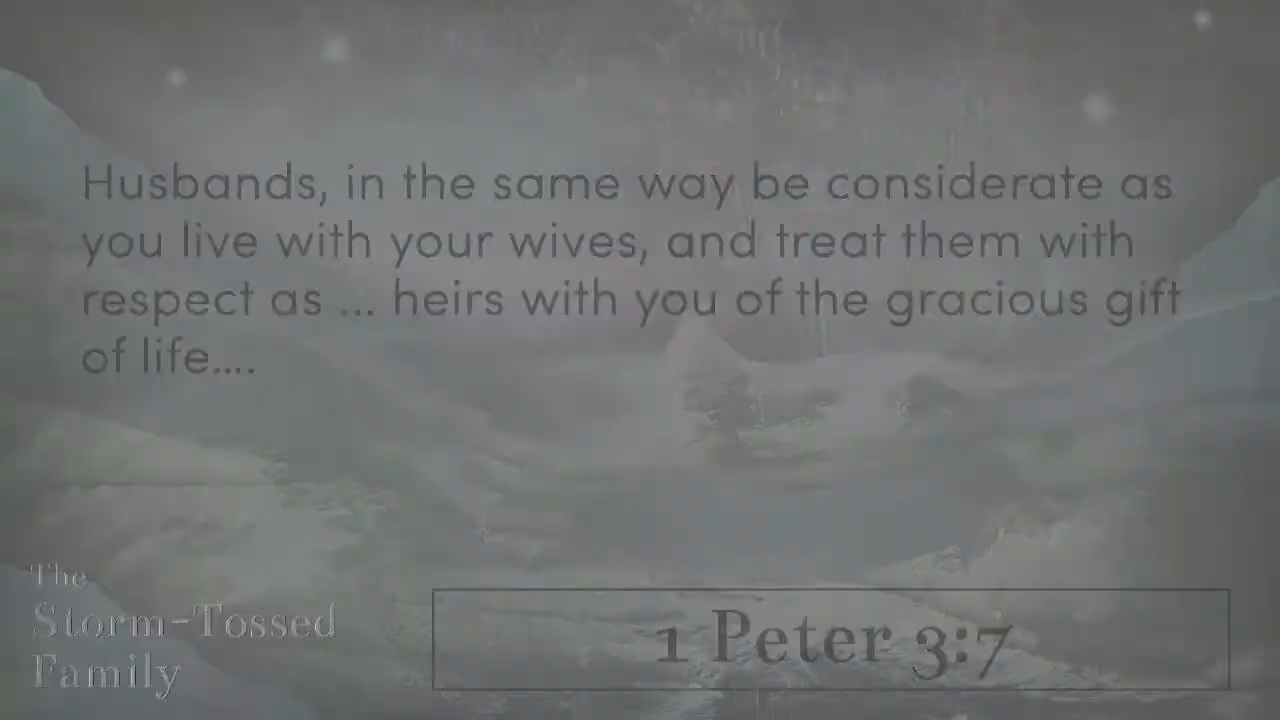 Husbands, in the same way be considerate as
you live with your wives, and treat them with
respect as ... heirs with you of the gracious gift
of life....
The
Storm-Tossed
Family
1 Peter 3:7